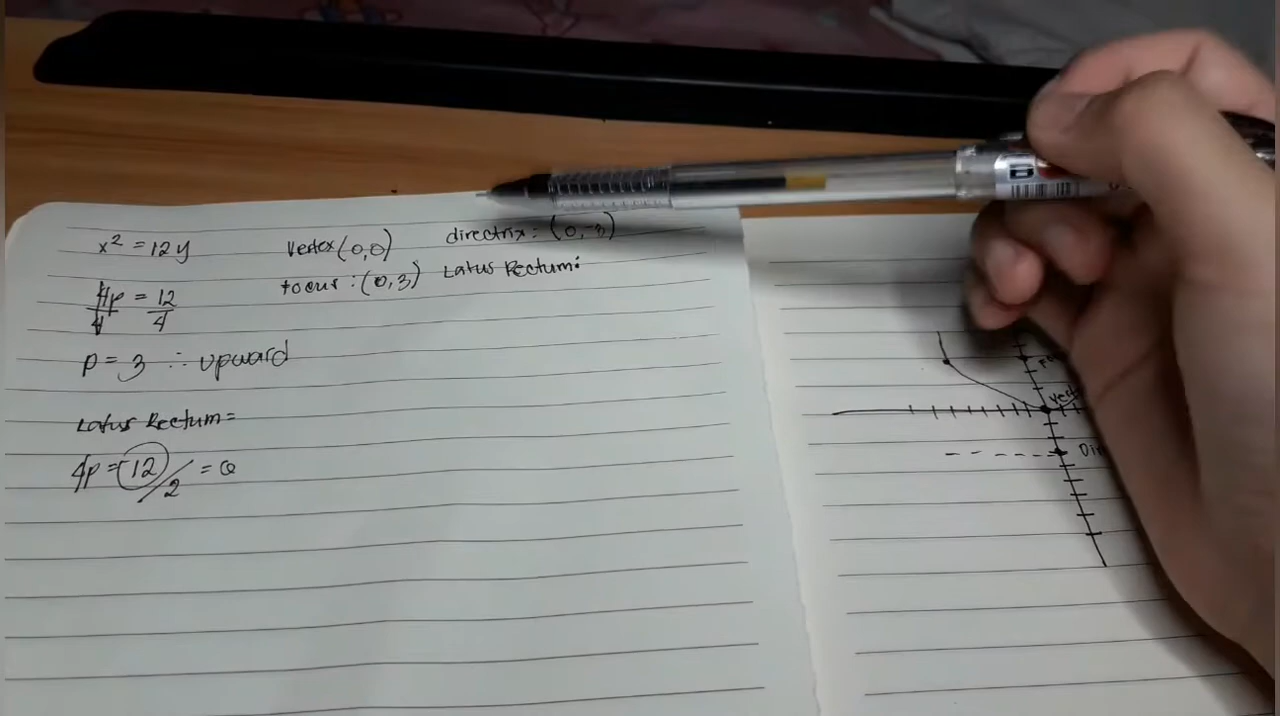 x² = 12y
Vertex (0,0)
directrix: (0,-3)
focus: (0,3)
Latus Rectum:
4p/4 = 12/4
p = 3 ∴ upward
Latus Rectum =
4p = 12/2 = 6